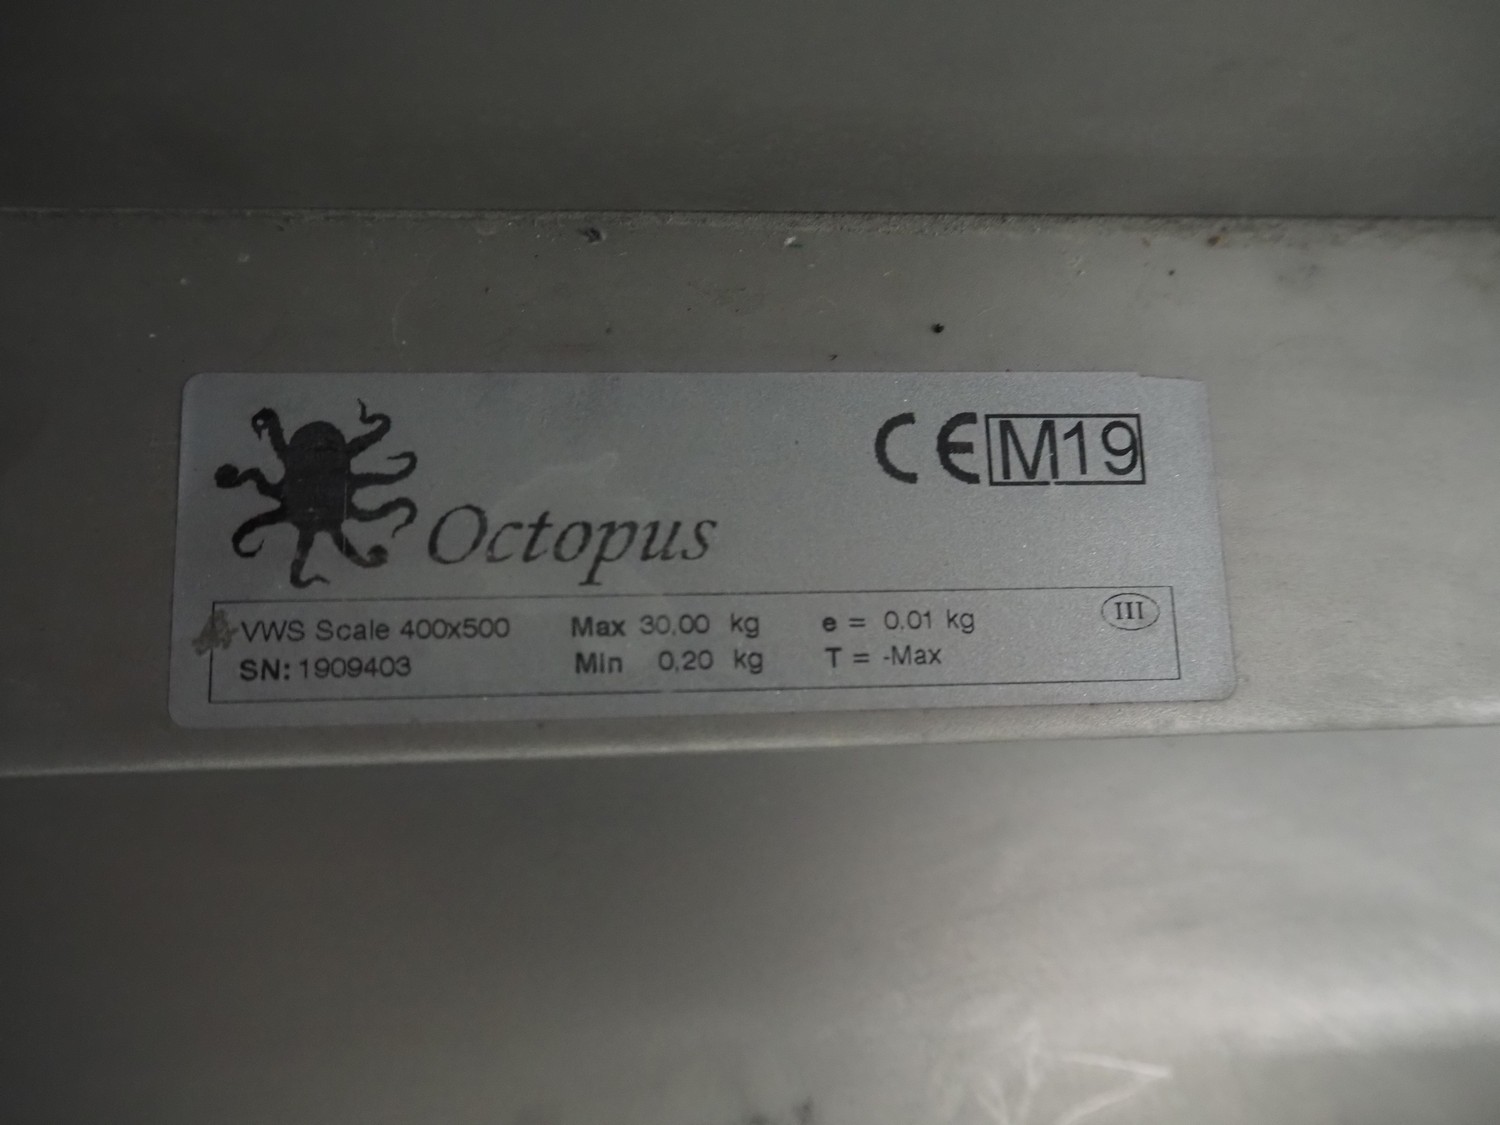 CE M19
Octopus
VWS Scale 400x500 Max 30,00 kg e = 0.01 kg III
SN: 1909403 Min 0,20 kg T = -Max